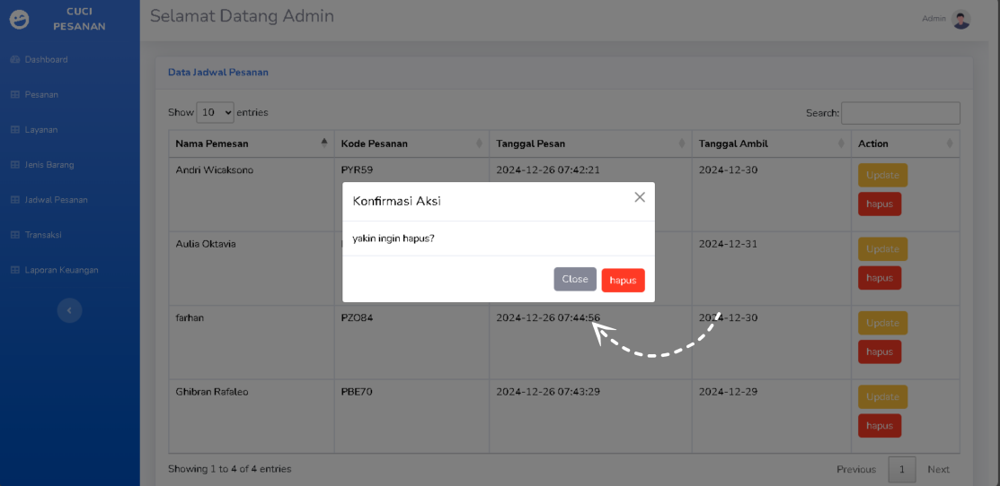 CUCI
PESANAN
Selamat Datang Admin
Admin
Dashboard
Pesanan
Layanan
Jenis Barang
Jadwal Pesanan
Transaksi
Laporan Keuangan
Data Jadwal Pesanan
Show 10 entries
Search:
Nama Pemesan Kode Pesanan Tanggal Pesan Tanggal Ambil Action
Andri Wicaksono PYR59 2024-12-26 07:42:21 2024-12-30 Update
hapus
Konfirmasi Aksi
yakin ingin hapus?
Close hapus
Aulia Oktavia 2024-12-31 Update
hapus
farhan PZO84 2024-12-26 07:44:56 2024-12-30 Update
hapus
Ghibran Rafaleo PBE70 2024-12-26 07:43:29 2024-12-29 Update
hapus
Showing 1 to 4 of 4 entries
Previous 1 Next